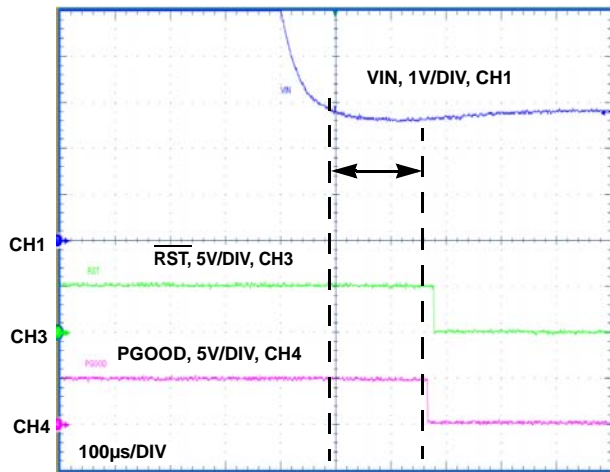 VIN, 1V/DIV, CH1
VIN
CH1
RST, 5V/DIV, CH3
RST
CH3
PGOOD, 5V/DIV, CH4
PGOOD
CH4
100µs/DIV